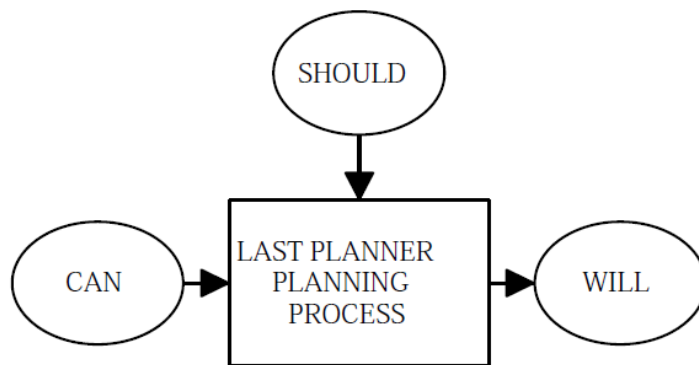 SHOULD
CAN
LAST PLANNER
PLANNING
PROCESS
WILL